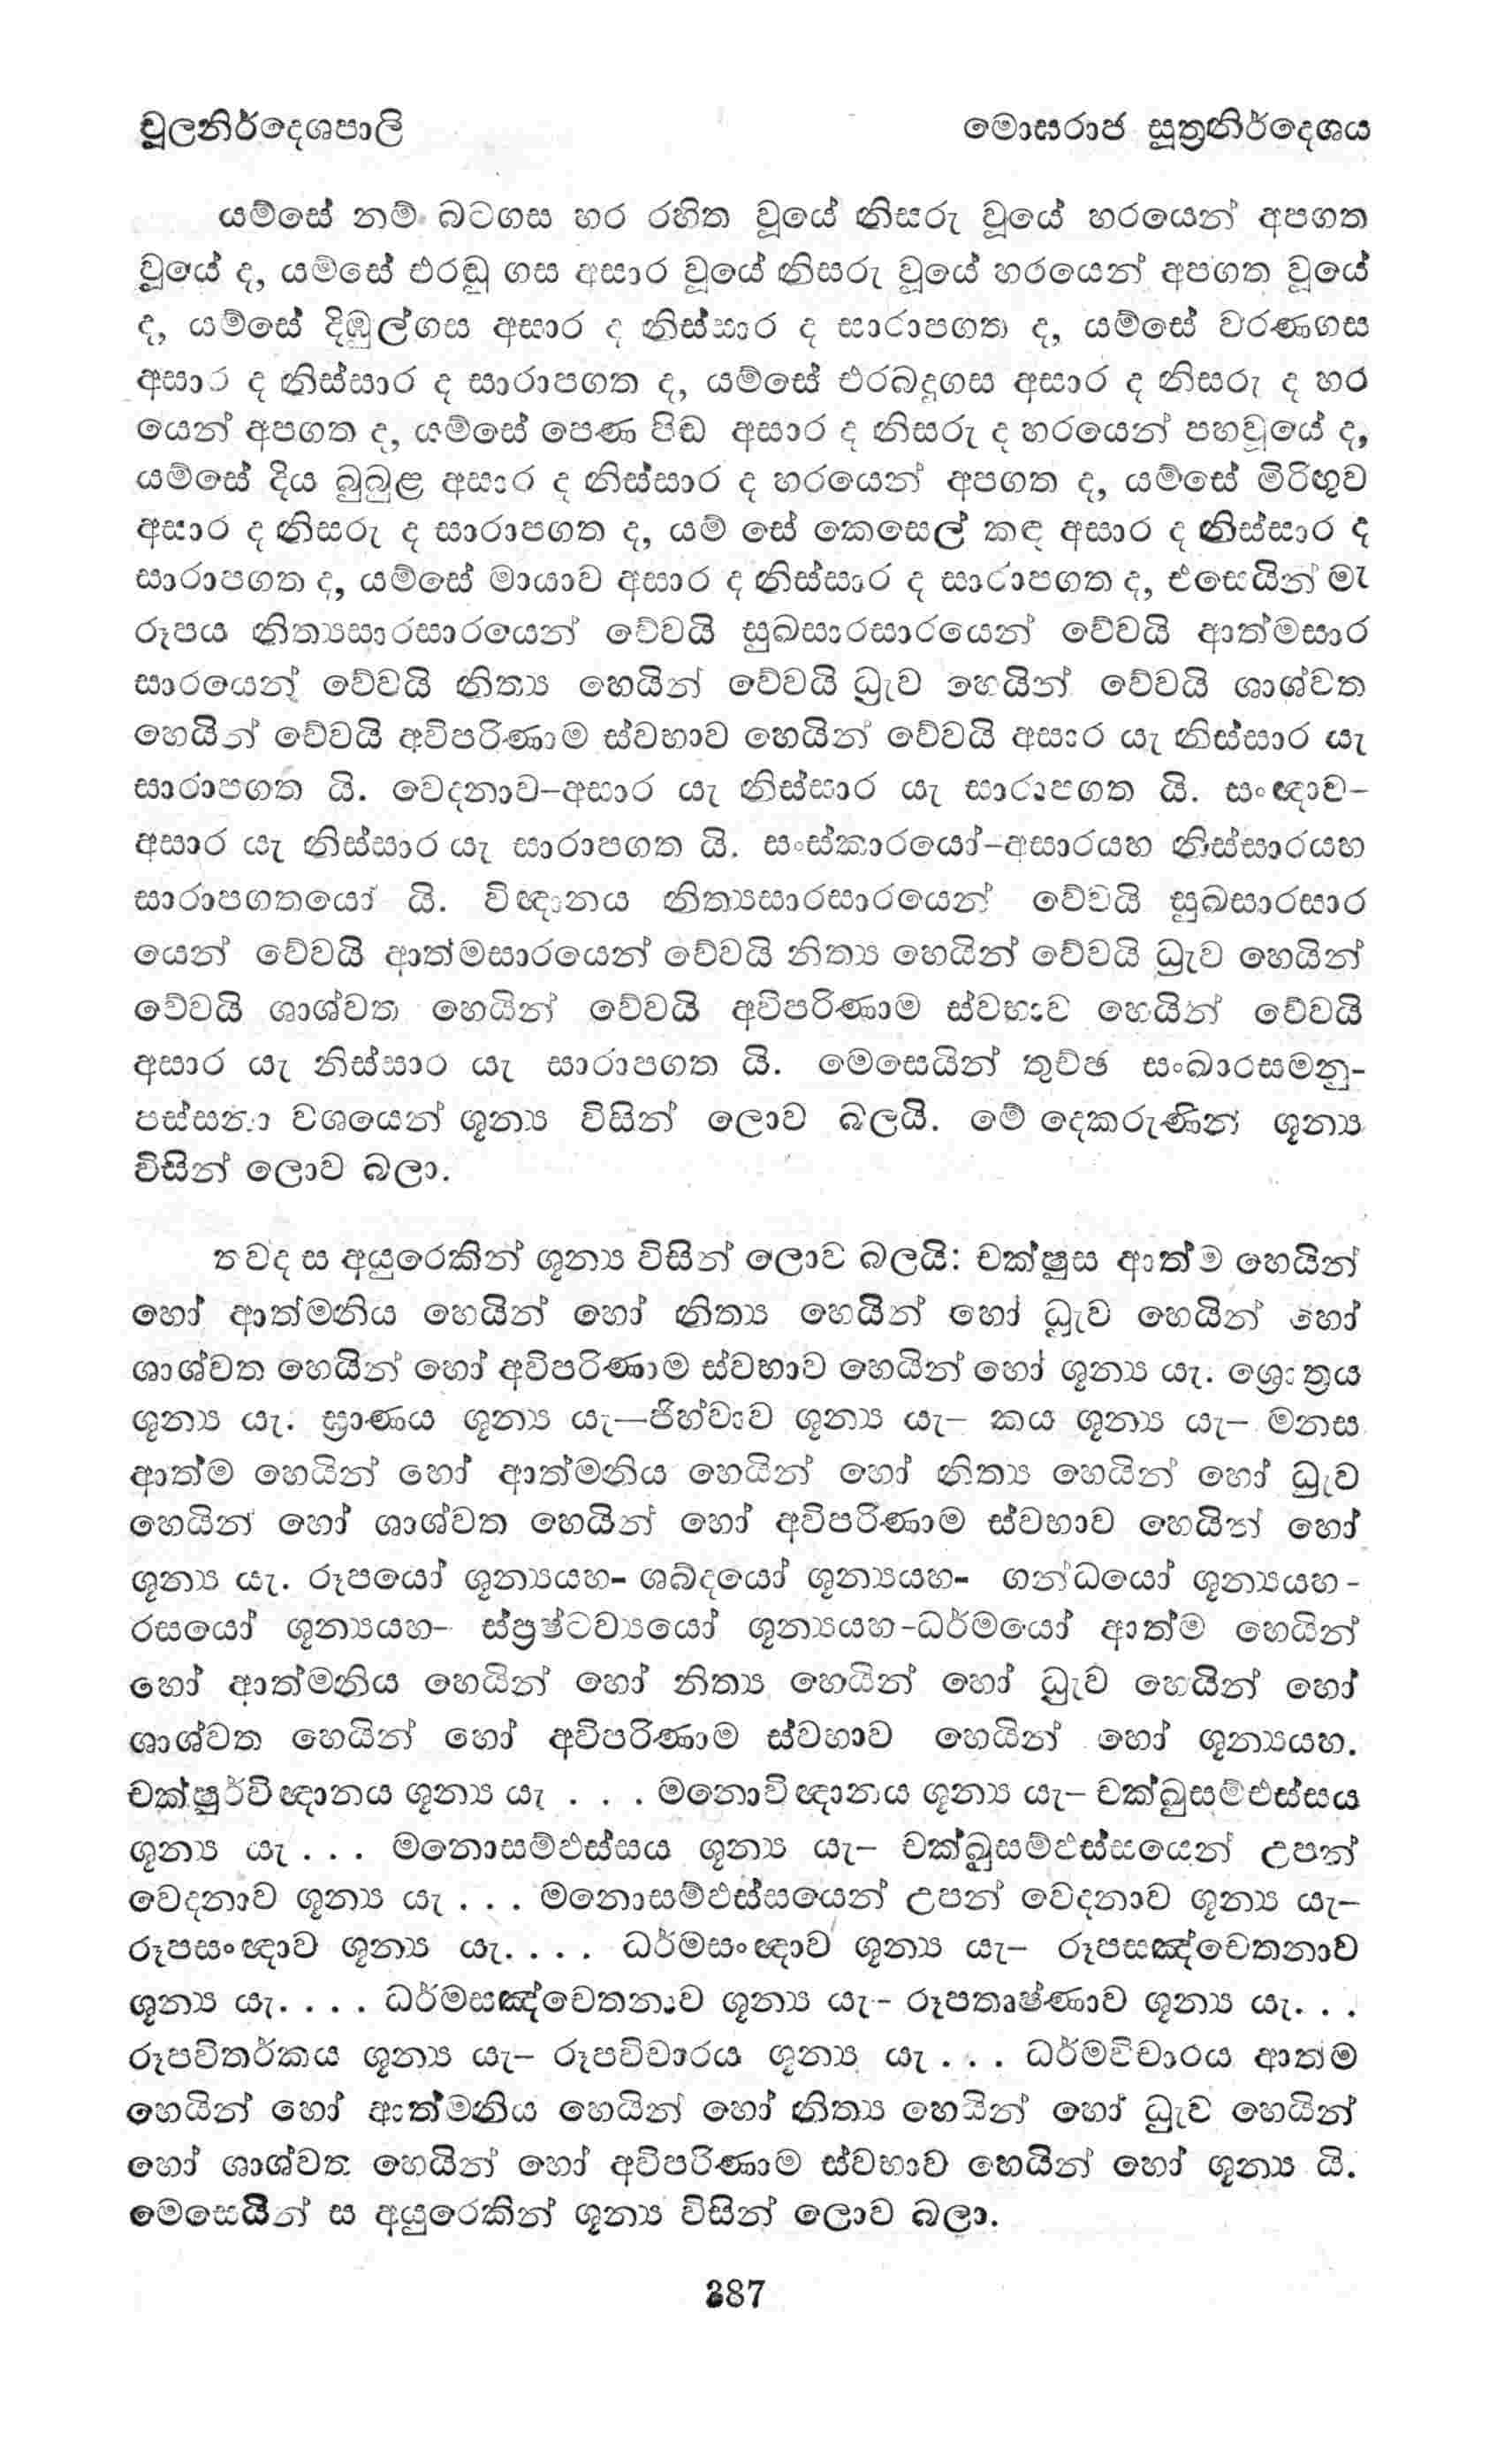 චූලනිර්දෙශපාලි
මොඝරාජ සූත්‍රනිර්දෙශය
යම්සේ නම් බටගස හර රහිත වූයේ නිසරු වූයේ හරයෙන් අපගත
වූයේ ද, යම්සේ එරඬු ගස අසාර වූයේ නිසරු වූයේ හරයෙන් අපගත වූයේ
ද, යම්සේ දිඹුල්ගස අසාර ද නිස්සාර ද සාරාපගත ද, යම්සේ වරණගස
අසාර ද නිස්සාර ද සාරාපගත ද, යම්සේ එරබදුගස අසාර ද නිසරු ද හර
යෙන් අපගත ද, යම්සේ පෙණ පිඩ අසාර ද නිසරු ද හරයෙන් පහවූයේ ද,
යම්සේ දිය බුබුළ අසාර ද නිස්සාර ද හරයෙන් අපගත ද, යම්සේ මිරිඟුව
අසාර ද නිසරු ද සාරාපගත ද, යම් සේ කෙසෙල් කඳ අසාර ද නිස්සාර ද
සාරාපගත ද, යම්සේ මායාව අසාර ද නිස්සාර ද සාරාපගත ද, එසෙයින් මැ
රූපය නිත්‍යසාරසාරයෙන් වේවයි සුඛසාරසාරයෙන් වේවයි ආත්මසාර
සාරයෙන් වේවයි නිත්‍ය හෙයින් වේවයි ධ්‍රැව හෙයින් වේවයි ශාශ්වත
හෙයින් වේවයි අවිපරිණාම ස්වභාව හෙයින් වේවයි අසාර යැ නිස්සාර යැ
සාරාපගත යි. වෙදනාව–අසාර යැ නිස්සාර යැ සාරාපගත යි. සංඥාව–
අසාර යැ නිස්සාර යැ සාරාපගත යි. සංස්කාරයෝ–අසාරයහ නිස්සාරයහ
සාරාපගතයෝ යි. විඥානය නිත්‍යසාරසාරයෙන් වේවයි සුඛසාරසාර
යෙන් වේවයි ආත්මසාරයෙන් වේවයි නිත්‍ය හෙයින් වේවයි ධ්‍රැව හෙයින්
වේවයි ශාශ්වත හෙයින් වේවයි අවිපරිණාම ස්වභාව හෙයින් වේවයි
අසාර යැ නිස්සාර යැ සාරාපගත යි. මෙසෙයින් තුච්ඡ සංඛාරසමනු-
පස්සනා වශයෙන් ශූන්‍ය විසින් ලොව බලයි. මේ දෙකරුණින් ශූන්‍ය
විසින් ලොව බලා.
තවද ස අයුරෙකින් ශූන්‍ය විසින් ලොව බලයි: චක්ෂුස ආත්ම හෙයින්
හෝ ආත්මනිය හෙයින් හෝ නිත්‍ය හෙයින් හෝ ධ්‍රැව හෙයින් හෝ
ශාශ්වත හෙයින් හෝ අවිපරිණාම ස්වභාව හෙයින් හෝ ශූන්‍ය යැ. ශ්‍රොත්‍රය
ශූන්‍ය යැ. ඝ්‍රාණය ශූන්‍ය යැ—ජිහ්වාව ශූන්‍ය යැ– කය ශූන්‍ය යැ– මනස
ආත්ම හෙයින් හෝ ආත්මනිය හෙයින් හෝ නිත්‍ය හෙයින් හෝ ධ්‍රැව
හෙයින් හෝ ශාශ්වත හෙයින් හෝ අවිපරිණාම ස්වභාව හෙයින් හෝ
ශූන්‍ය යැ. රූපයෝ ශූන්‍යයහ- ශබ්දයෝ ශූන්‍යයහ- ගන්ධයෝ ශූන්‍යයහ -
රසයෝ ශූන්‍යයහ- ස්ප්‍රෂ්ටව්‍යයෝ ශූන්‍යයහ-ධර්මයෝ ආත්ම හෙයින්
හෝ ආත්මනිය හෙයින් හෝ නිත්‍ය හෙයින් හෝ ධ්‍රැව හෙයින් හෝ
ශාශ්වත හෙයින් හෝ අවිපරිණාම ස්වභාව හෙයින් හෝ ශූන්‍යයහ.
චක්ෂුර්විඥානය ශූන්‍ය යැ . . . මනොවිඥානය ශූන්‍ය යැ– චක්ඛුසම්ඵස්සය
ශූන්‍ය යැ . . . මනොසම්ඵස්සය ශූන්‍ය යැ– චක්ඛුසම්ඵස්සයෙන් උපන්
වෙදනාව ශූන්‍ය යැ . . . මනොසම්ඵස්සයෙන් උපන් වෙදනාව ශූන්‍ය යැ–
රූපසංඥාව ශූන්‍ය යැ. . . . ධර්මසංඥාව ශූන්‍ය යැ– රූපසඤ්චෙතනාව
ශූන්‍ය යැ. . . . ධර්මසඤ්චෙතනාව ශූන්‍ය යැ- රූපතෘෂ්ණාව ශූන්‍ය යැ. . .
රූපවිතර්කය ශූන්‍ය යැ– රූපවිචාරය ශූන්‍ය යැ . . . ධර්මවිචාරය ආත්ම
හෙයින් හෝ ආත්මනිය හෙයින් හෝ නිත්‍ය හෙයින් හෝ ධ්‍රැව හෙයින්
හෝ ශාශ්වත හෙයින් හෝ අවිපරිණාම ස්වභාව හෙයින් හෝ ශූන්‍ය යි.
මෙසෙයින් ස අයුරෙකින් ශූන්‍ය විසින් ලොව බලා.
387